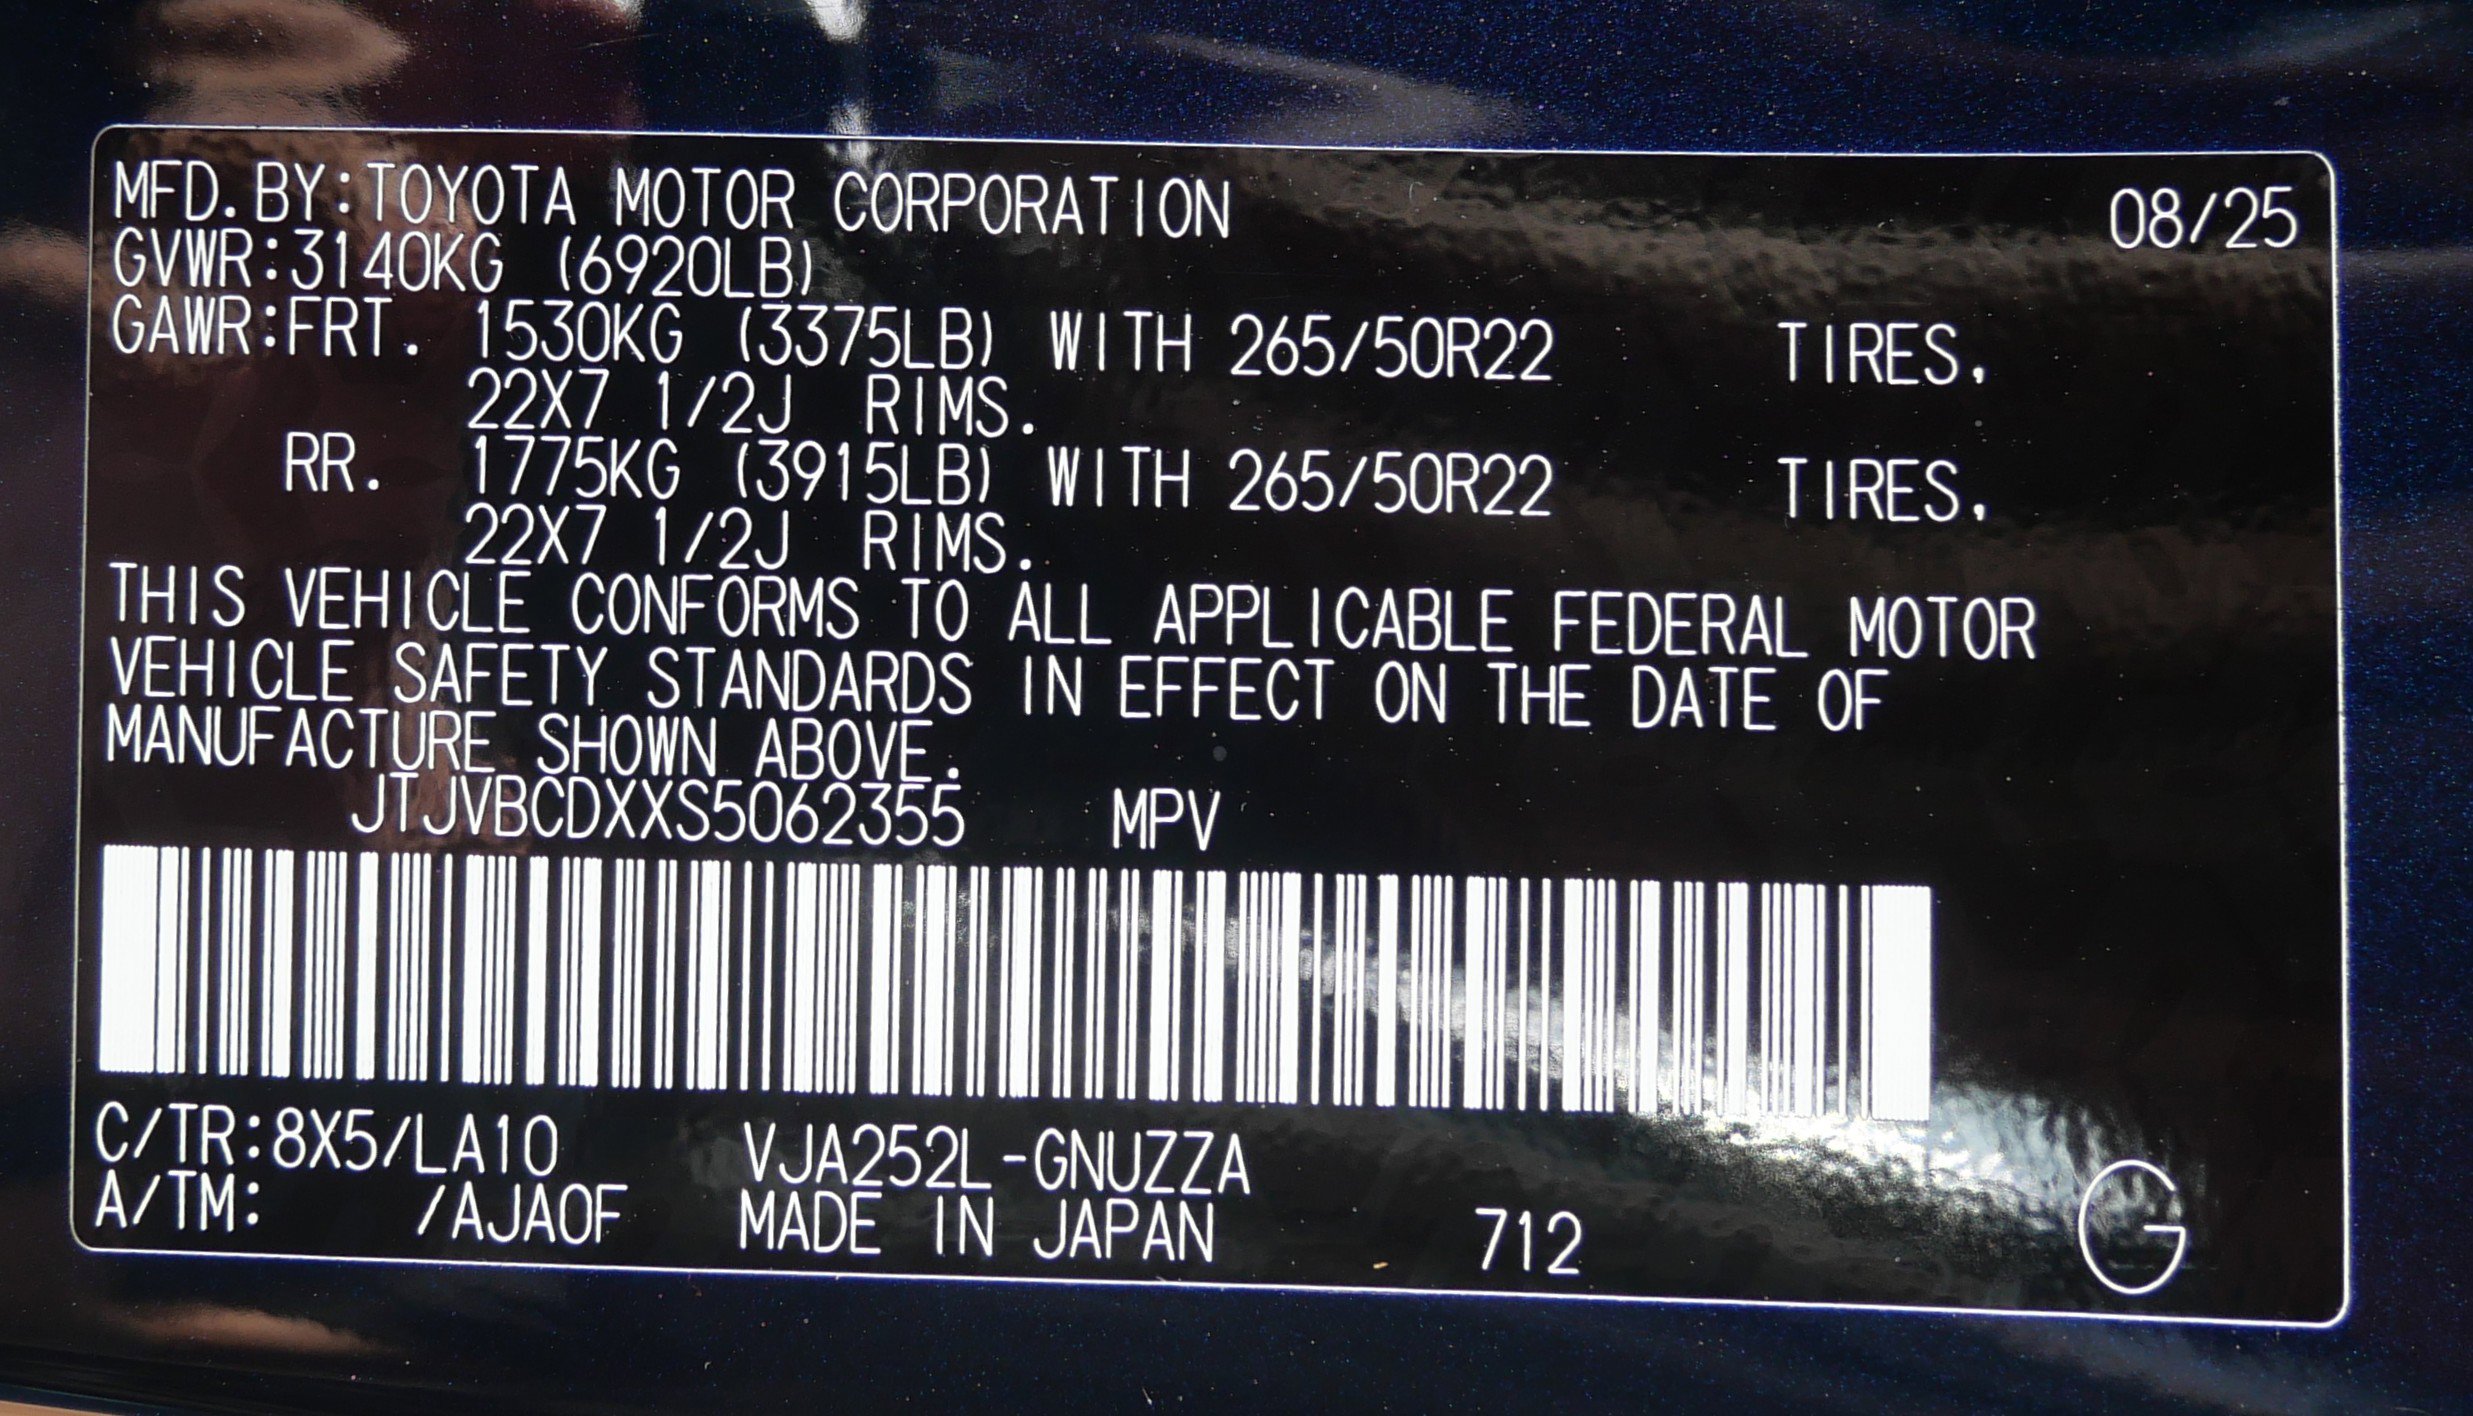 MFD.BY:TOYOTA MOTOR CORPORATION 08/25
GVWR:3140KG (6920LB)
GAWR:FRT. 1530KG (3375LB) WITH 265/50R22 TIRES,
22X7 1/2J RIMS.
RR. 1775KG (3915LB) WITH 265/50R22 TIRES,
22X7 1/2J RIMS.
THIS VEHICLE CONFORMS TO ALL APPLICABLE FEDERAL MOTOR
VEHICLE SAFETY STANDARDS IN EFFECT ON THE DATE OF
MANUFACTURE SHOWN ABOVE.
JTJVBCDXXS5062355 MPV
C/TR:8X5/LA10 VJA252L-GNUZZA
A/TM: /AJA0F MADE IN JAPAN 712 G